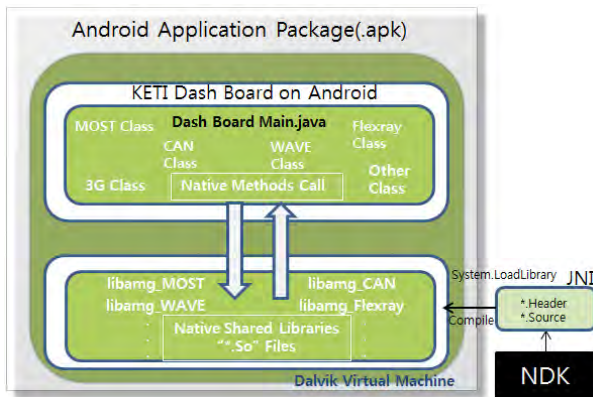 Android Application Package(.apk)
KETI Dash Board on Android
MOST Class
Dash Board Main.java
Flexray
Class
CAN
Class
WAVE
Class
3G Class
Native Methods Call
Other
Class
libamg_MOST
libamg_CAN
libamg_WAVE
libamg_Flexray
Native Shared Libraries
"*.So" Files
Dalvik Virtual Machine
System.LoadLibrary
JNI
*.Header
*.Source
Compile
NDK